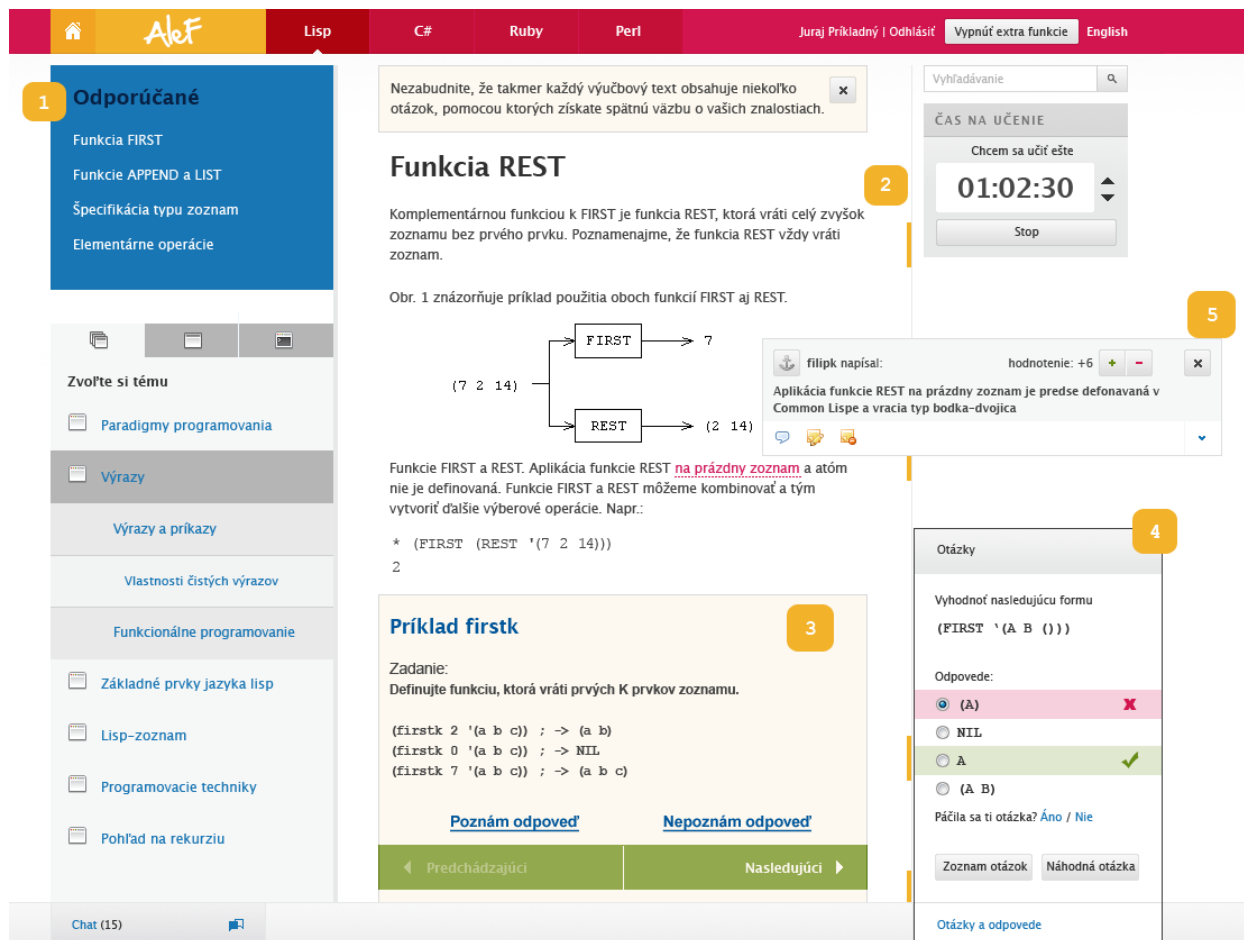 Alef
Lisp
C#
Ruby
Perl
Juraj Príkladný | Odhlásiť
Vypnúť extra funkcie
English
1
Odporúčané
Funkcia FIRST
Funkcie APPEND a LIST
Špecifikácia typu zoznam
Elementárne operácie
Zvoľte si tému
Paradigmy programovania
Výrazy
Výrazy a príkazy
Vlastnosti čistých výrazov
Funkcionálne programovanie
Základné prvky jazyka lisp
Lisp-zoznam
Programovacie techniky
Pohľad na rekurziu
Chat (15)
Nezabudnite, že takmer každý výučbový text obsahuje niekoľko
otázok, pomocou ktorých získate spätnú väzbu o vašich znalostiach.
Funkcia REST
2
Komplementárnou funkciou k FIRST je funkcia REST, ktorá vráti celý zvyšok
zoznamu bez prvého prvku. Poznamenajme, že funkcia REST vždy vráti
zoznam.
Obr. 1 znázorňuje príklad použitia oboch funkcií FIRST aj REST.
FIRST
7
(7 2 14)
REST
(2 14)
Funkcie FIRST a REST. Aplikácia funkcie REST na prázdny zoznam a atóm
nie je definovaná. Funkcie FIRST a REST môžeme kombinovať a tým
vytvoriť ďalšie výberové operácie. Napr.:
* (FIRST (REST '(7 2 14)))
2
Príklad firstk
3
Zadanie:
Definujte funkciu, ktorá vráti prvých K prvkov zoznamu.
(firstk 2 '(a b c)) ; -> (a b)
(firstk 0 '(a b c)) ; -> NIL
(firstk 7 '(a b c)) ; -> (a b c)
Poznám odpoveď
Nepoznám odpoveď
Predchádzajúci
Nasledujúci
Vyhľadávanie
ČAS NA UČENIE
Chcem sa učiť ešte
01:02:30
Stop
5
filipk napísal:
hodnotenie: +6
+
-
Aplikácia funkcie REST na prázdny zoznam je predse defonavaná v
Common Lispe a vracia typ bodka-dvojica
4
Otázky
Vyhodnoť nasledujúcu formu
(FIRST '(A B ()))
Odpovede:
(A)
NIL
A
(A B)
Páčila sa ti otázka? Áno / Nie
Zoznam otázok
Náhodná otázka
Otázky a odpovede